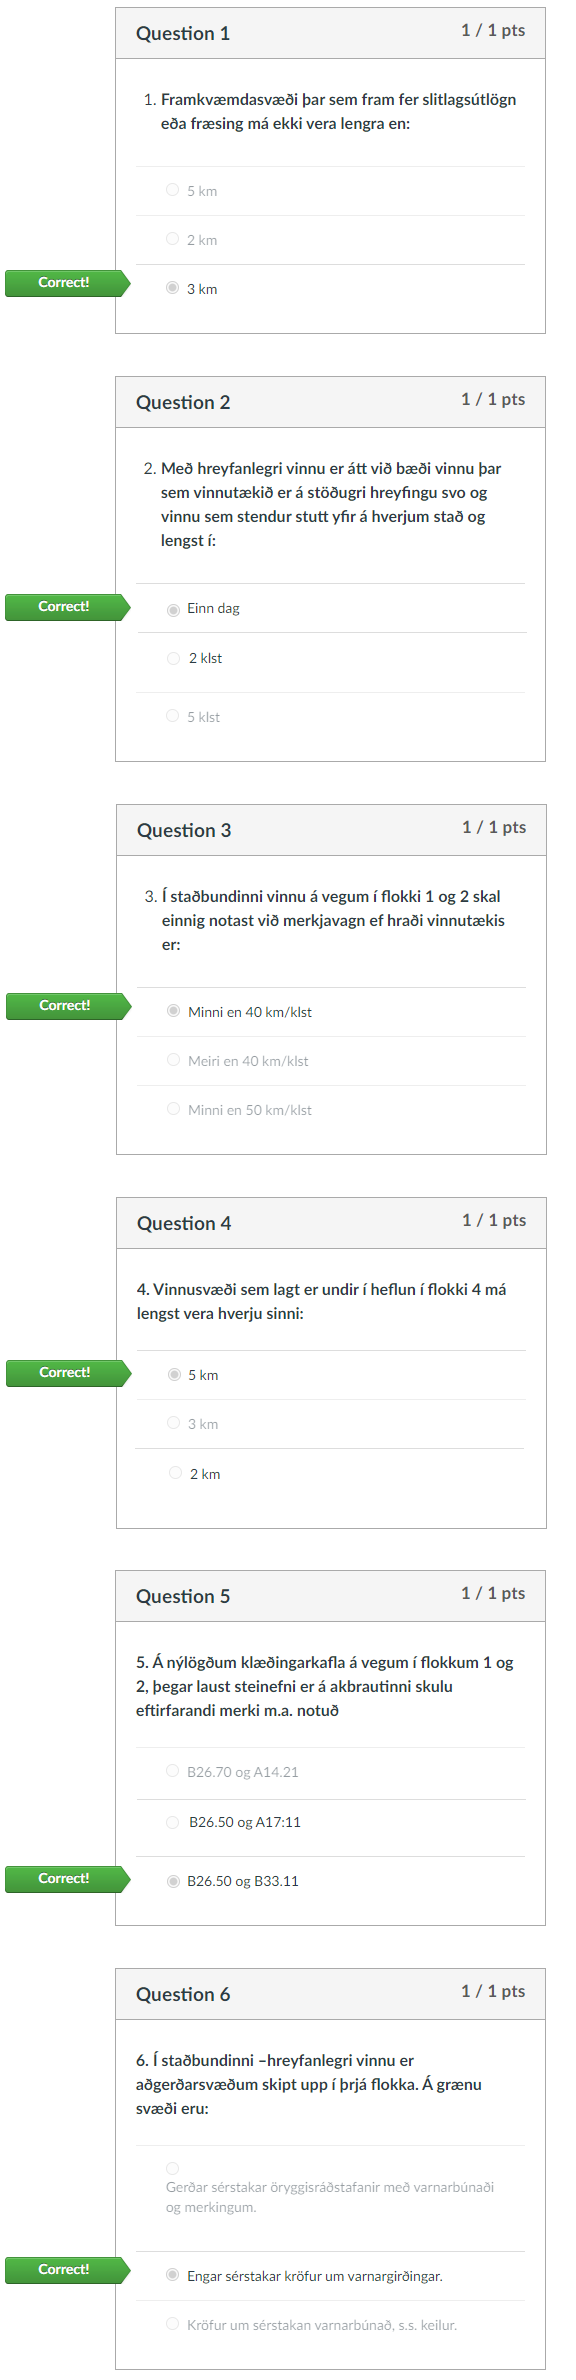 Question 1
1 / 1 pts
1. Framkvæmdasvæði þar sem fram fer slitlagsútlögn
eða fræsing má ekki vera lengra en:
5 km
2 km
Correct!
3 km
Question 2
1 / 1 pts
2. Með hreyfanlegri vinnu er átt við bæði vinnu þar
sem vinnutækið er á stöðugri hreyfingu svo og
vinnu sem stendur stutt yfir á hverjum stað og
lengst í:
Correct!
Einn dag
2 klst
5 klst
Question 3
1 / 1 pts
3. Í staðbundinni vinnu á vegum í flokki 1 og 2 skal
einnig notast við merkjavagn ef hraði vinnutækis
er:
Correct!
Minni en 40 km/klst
Meiri en 40 km/klst
Minni en 50 km/klst
Question 4
1 / 1 pts
4. Vinnusvæði sem lagt er undir í heflun í flokki 4 má
lengst vera hverju sinni:
Correct!
5 km
3 km
2 km
Question 5
1 / 1 pts
5. Á nýlögðum klæðingarkafla á vegum í flokkum 1 og
2, þegar laust steinefni er á akbrautinni skulu
eftirfarandi merki m.a. notuð
B26.70 og A14.21
B26.50 og A17:11
Correct!
B26.50 og B33.11
Question 6
1 / 1 pts
6. Í staðbundinni –hreyfanlegri vinnu er
aðgerðarsvæðum skipt upp í þrjá flokka. Á grænu
svæði eru:
Gerðar sérstakar öryggisráðstafanir með varnarbúnaði
og merkingum.
Correct!
Engar sérstakar kröfur um varnargirðingar.
Kröfur um sérstakan varnarbúnað, s.s. keilur.